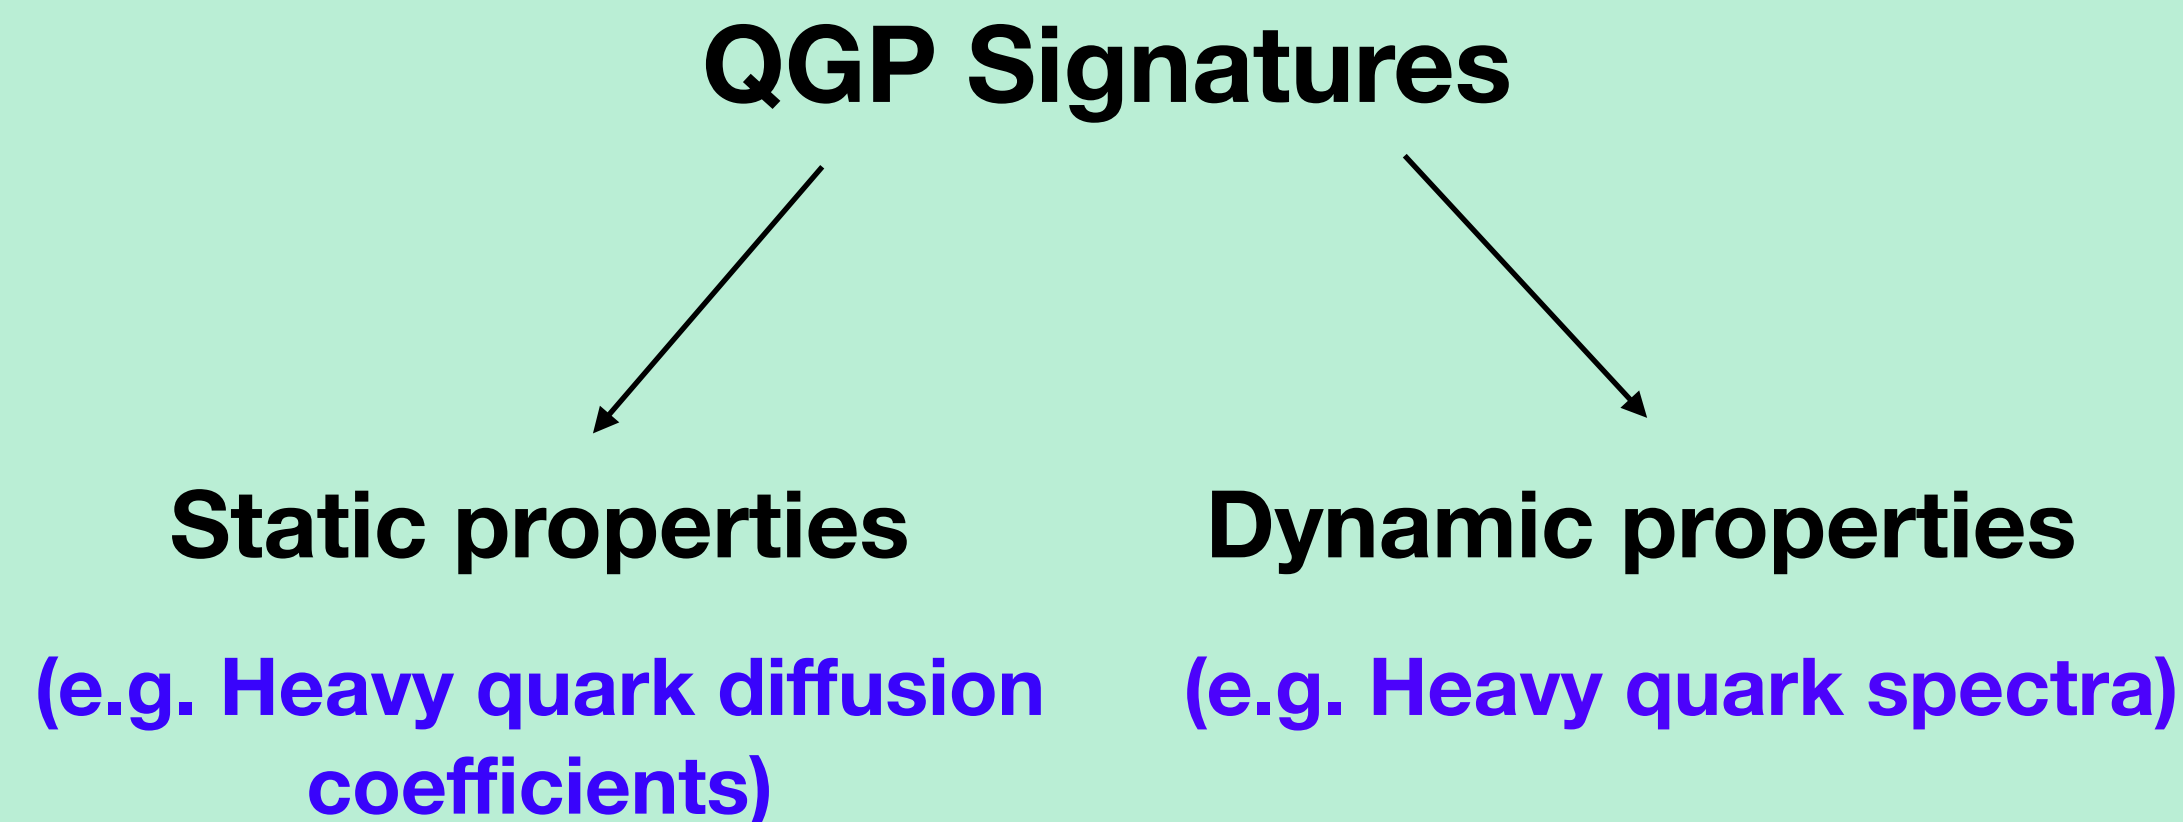 QGP Signatures
Static properties
Dynamic properties
(e.g. Heavy quark diffusion
coefficients)
(e.g. Heavy quark spectra)